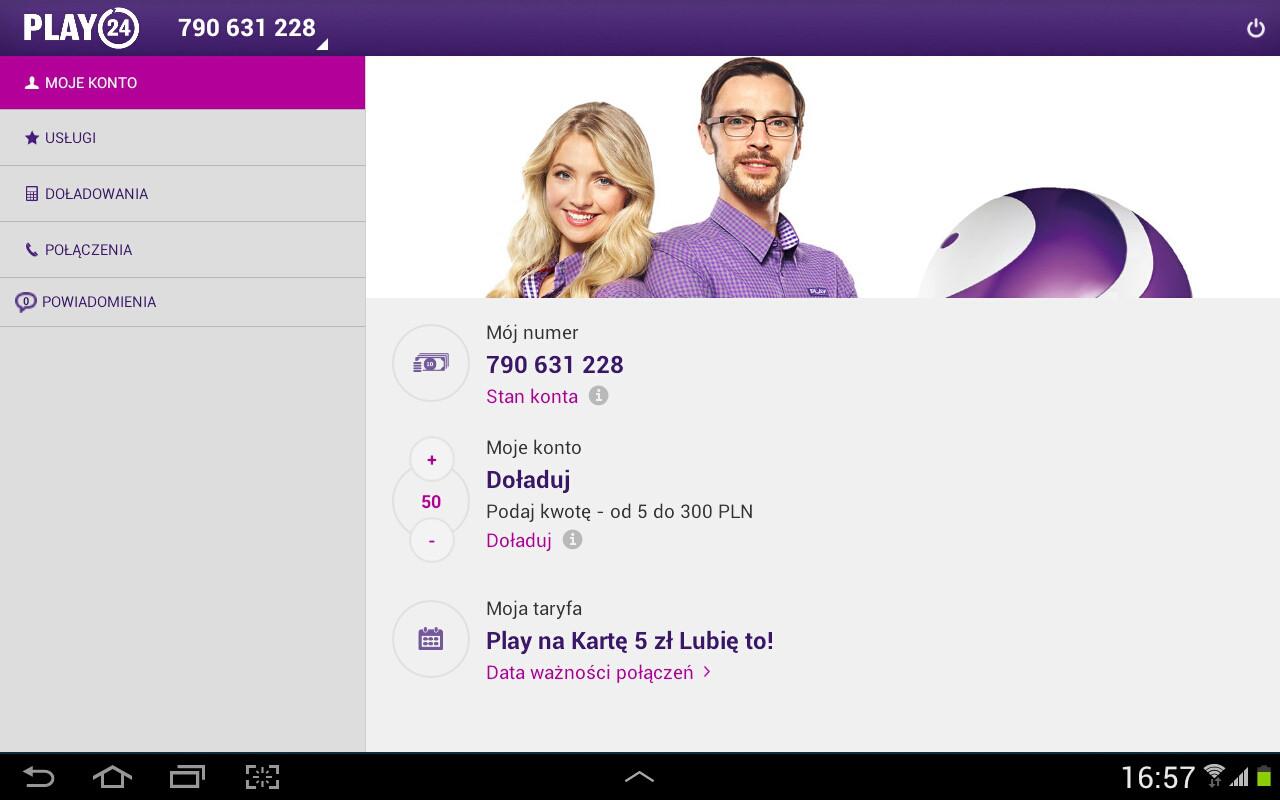 PLAY 24
790 631 228
MOJE KONTO
USŁUGI
DOŁADOWANIA
POŁĄCZENIA
0 POWIADOMIENIA
PLAY
Mój numer
790 631 228
Stan konta i
Moje konto
+
Doładuj
50
Podaj kwotę - od 5 do 300 PLN
-
Doładuj i
Moja taryfa
Play na Kartę 5 zł Lubię to!
Data ważności połączeń >
16:57